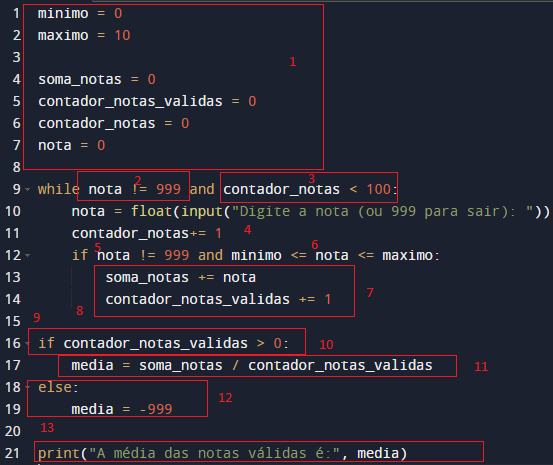 1 minimo = 0
2 maximo = 10
3 1
4 soma_notas = 0
5 contador_notas_validas = 0
6 contador_notas = 0
7 nota = 0
8
2 3
9 while nota != 999 and contador_notas < 100:
10 nota = float(input("Digite a nota (ou 999 para sair): "))
11 contador_notas+= 1 4
5 6
12 if nota != 999 and minimo <= nota <= maximo:
13 soma_notas += nota
7
14 contador_notas_validas += 1
9 8
15
16 if contador_notas_validas > 0: 10
17 media = soma_notas / contador_notas_validas 11
18 else:
12
19 media = -999
13
20
21 print("A média das notas válidas é:", media)